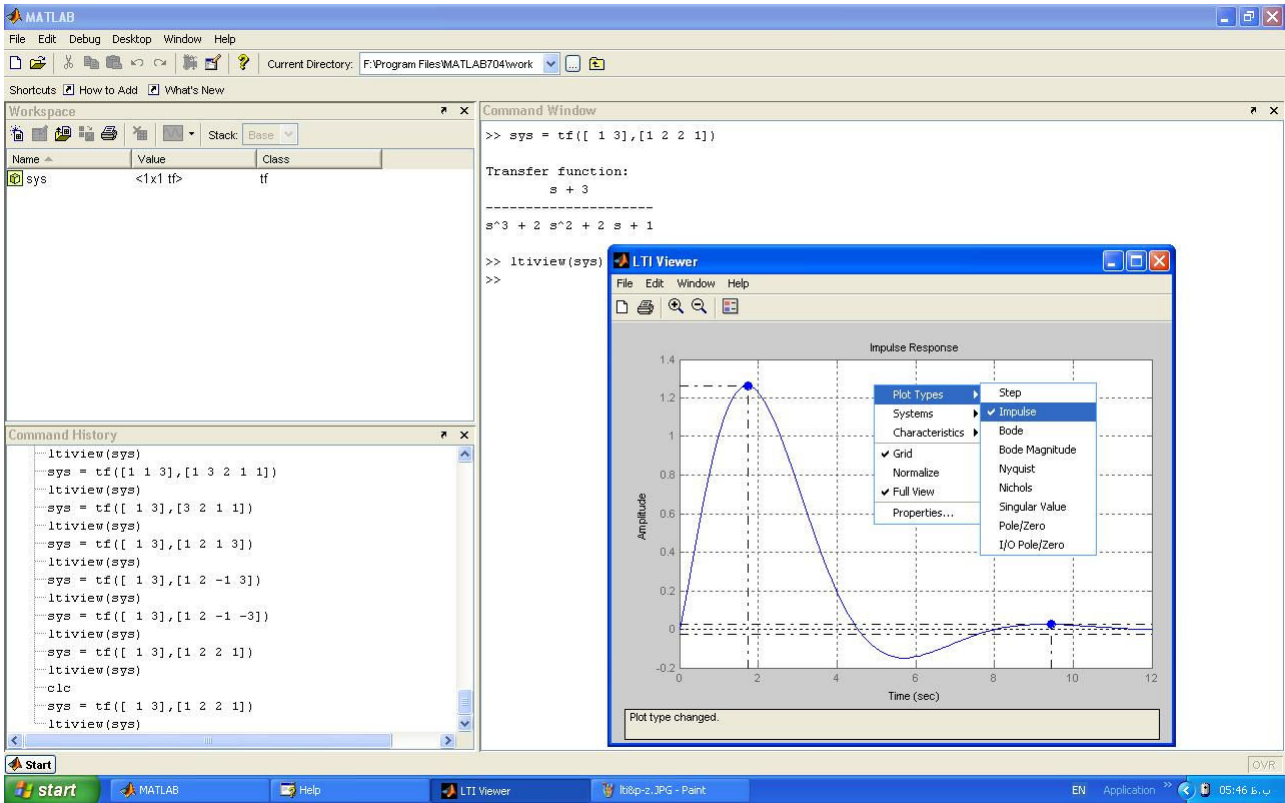 MATLAB
File Edit Debug Desktop Window Help
Current Directory: F:\Program Files\MATLAB704\work
Shortcuts How to Add What's New
Workspace
Stack: Base
Name Value Class
sys <1x1 tf> tf
Command History
ltiview(sys)
sys = tf([1 1 3],[1 3 2 1 1])
ltiview(sys)
sys = tf([ 1 3],[3 2 1 1])
ltiview(sys)
sys = tf([ 1 3],[1 2 1 3])
ltiview(sys)
sys = tf([ 1 3],[1 2 -1 3])
ltiview(sys)
sys = tf([ 1 3],[1 2 -1 -3])
ltiview(sys)
sys = tf([ 1 3],[1 2 2 1])
ltiview(sys)
clc
sys = tf([ 1 3],[1 2 2 1])
ltiview(sys)
Command Window
>> sys = tf([ 1 3],[1 2 2 1])
Transfer function:
s + 3
---------------------
s^3 + 2 s^2 + 2 s + 1
>> ltiview(sys)
>>
LTI Viewer
File Edit Window Help
Impulse Response
1.4
1.2
1
0.8
0.6
0.4
0.2
0
-0.2
Amplitude
0 2 4 6 8 10 12
Time (sec)
Plot Types
Systems
Characteristics
Grid
Normalize
Full View
Properties...
Step
Impulse
Bode
Bode Magnitude
Nyquist
Nichols
Singular Value
Pole/Zero
I/O Pole/Zero
Plot type changed.
Start
OVR
start
MATLAB
Help
LTI Viewer
lti&p-z.JPG - Paint
EN
Application
05:46 ب.ظ